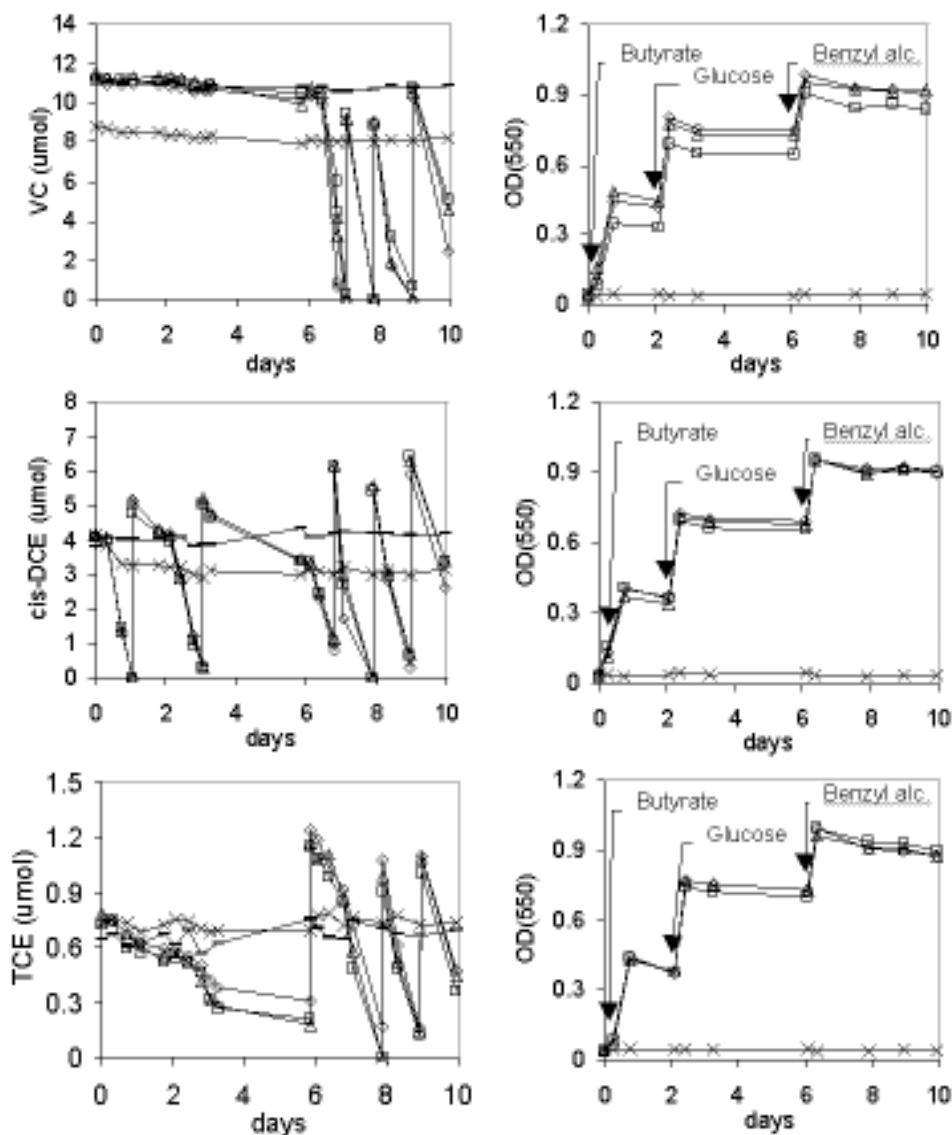 VC (umol)
14
12
10
8
6
4
2
0
0 2 4 6 8 10
days
OD(550)
1.2
0.9
0.6
0.3
0
Butyrate
Glucose
Benzyl alc.
0 2 4 6 8 10
days
cis-DCE (umol)
8
7
6
5
4
3
2
1
0
0 2 4 6 8 10
days
OD(550)
1.2
0.9
0.6
0.3
0
Butyrate
Glucose
Benzyl alc.
0 2 4 6 8 10
days
TCE (umol)
1.5
1.2
0.9
0.6
0.3
0
0 2 4 6 8 10
days
OD(550)
1.2
0.9
0.6
0.3
0
Butyrate
Glucose
Benzyl alc.
0 2 4 6 8 10
days